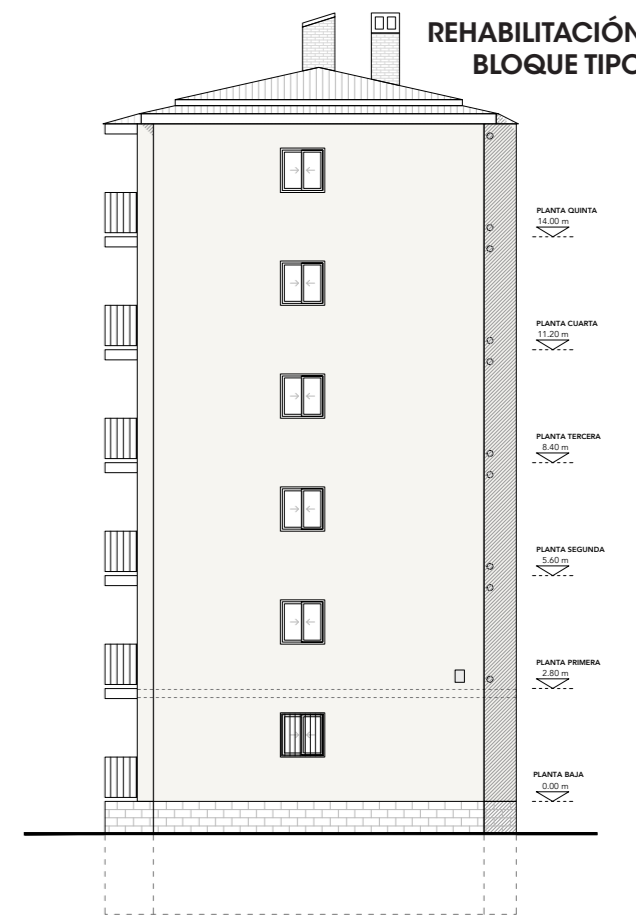 REHABILITACIÓN
BLOQUE TIPO
PLANTA QUINTA
14.00 m
PLANTA CUARTA
11.20 m
PLANTA TERCERA
8.40 m
PLANTA SEGUNDA
5.60 m
PLANTA PRIMERA
2.80 m
PLANTA BAJA
0.00 m